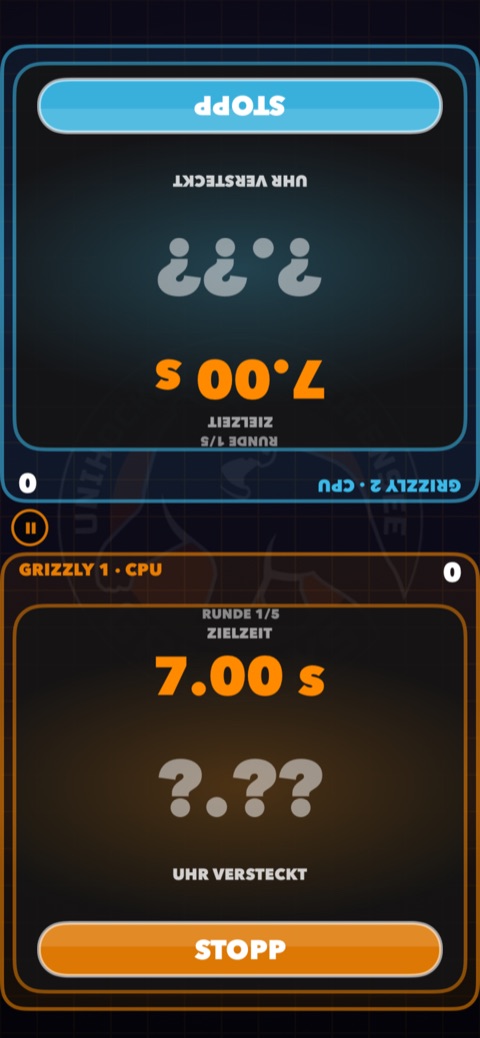 STOPP
UHR VERSTECKT
?.??
7.00 s
ZIELZEIT
RUNDE 1/5
0
GRIZZLY 2 · CPU
GRIZZLY 1 · CPU
0
RUNDE 1/5
ZIELZEIT
7.00 s
?.??
UHR VERSTECKT
STOPP